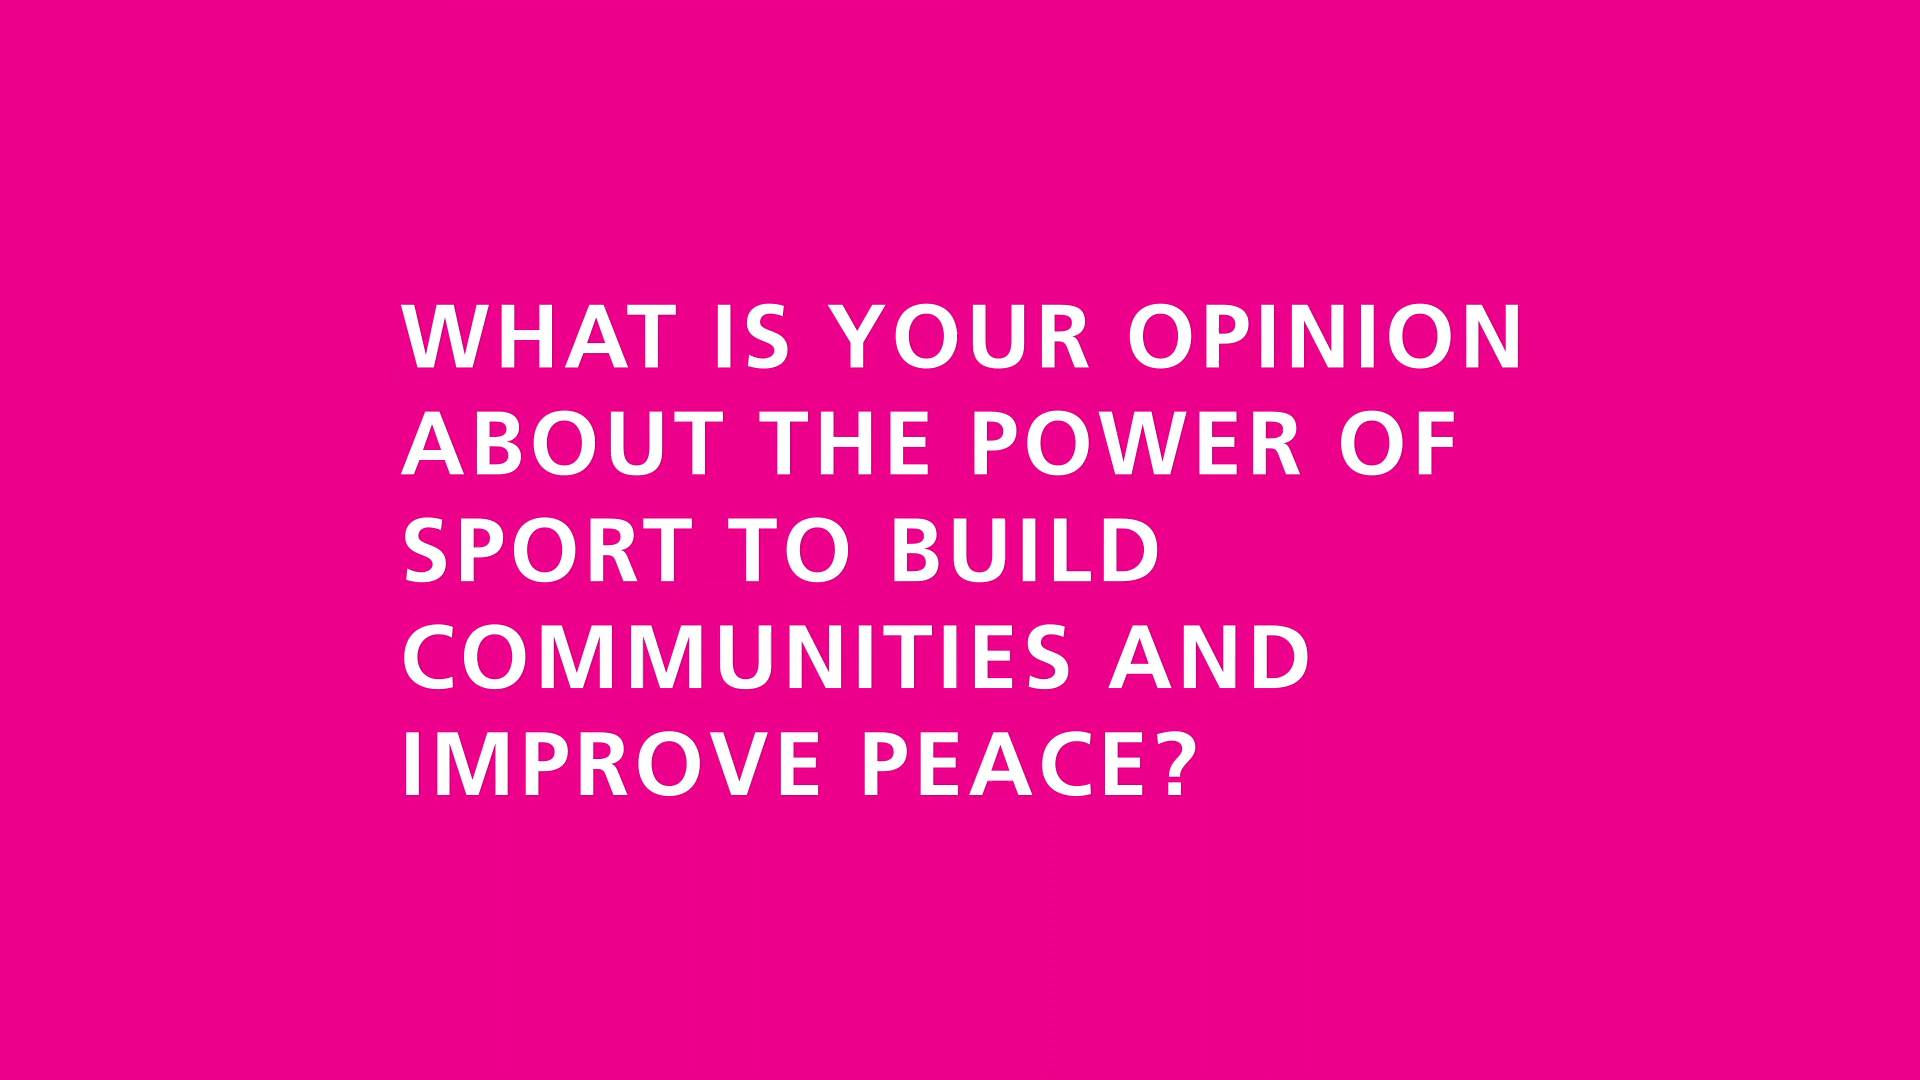 WHAT IS YOUR OPINION
ABOUT THE POWER OF
SPORT TO BUILD
COMMUNITIES AND
IMPROVE PEACE?